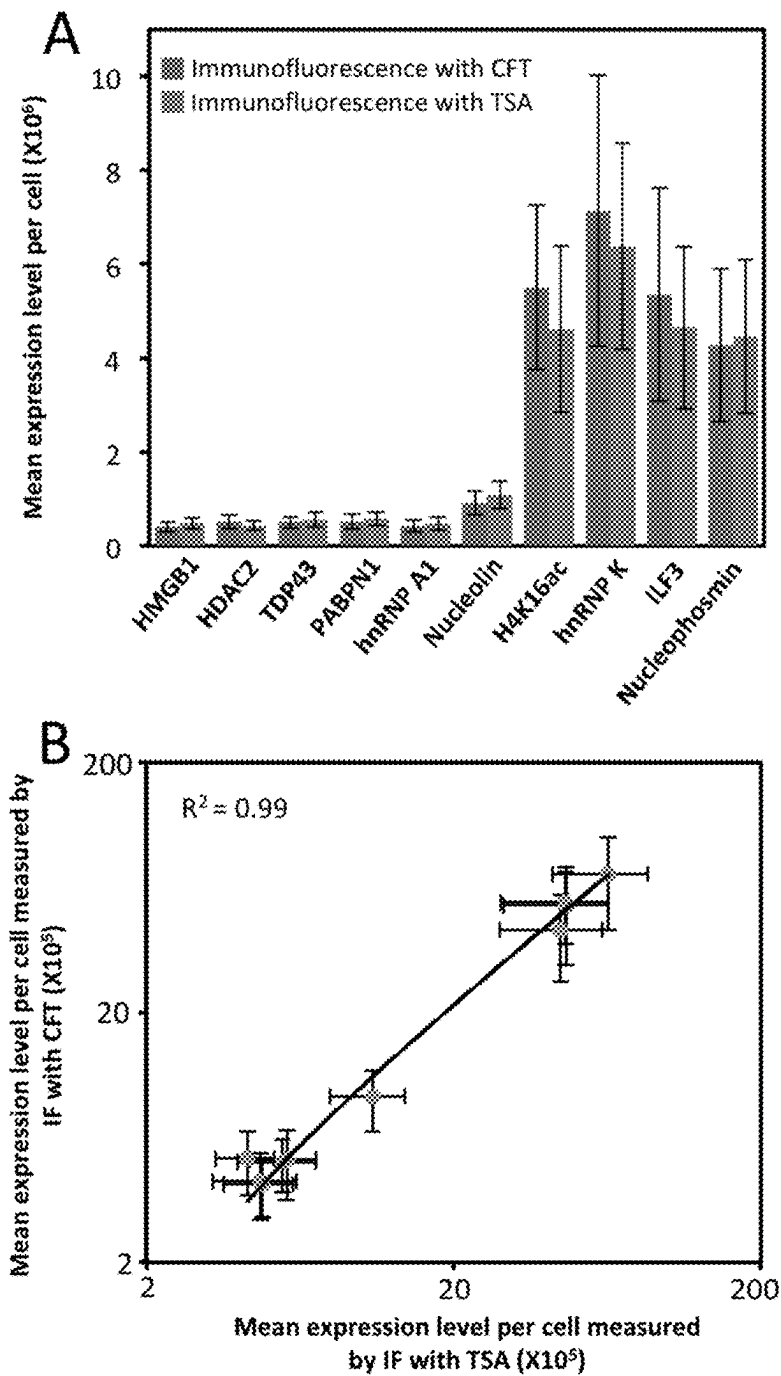 A
Immunofluorescence with CFT
Immunofluorescence with TSA
Mean expression level per cell (X10⁶)
10
8
6
4
2
0
HMGB1
HDAC2
TDP43
PABPN1
hnRNP A1
Nucleolin
H4K16ac
hnRNP K
ILF3
Nucleophosmin
B
R² = 0.99
Mean expression level per cell measured by
IF with CFT (X10⁵)
200
20
2
2
20
200
Mean expression level per cell measured
by IF with TSA (X10⁵)